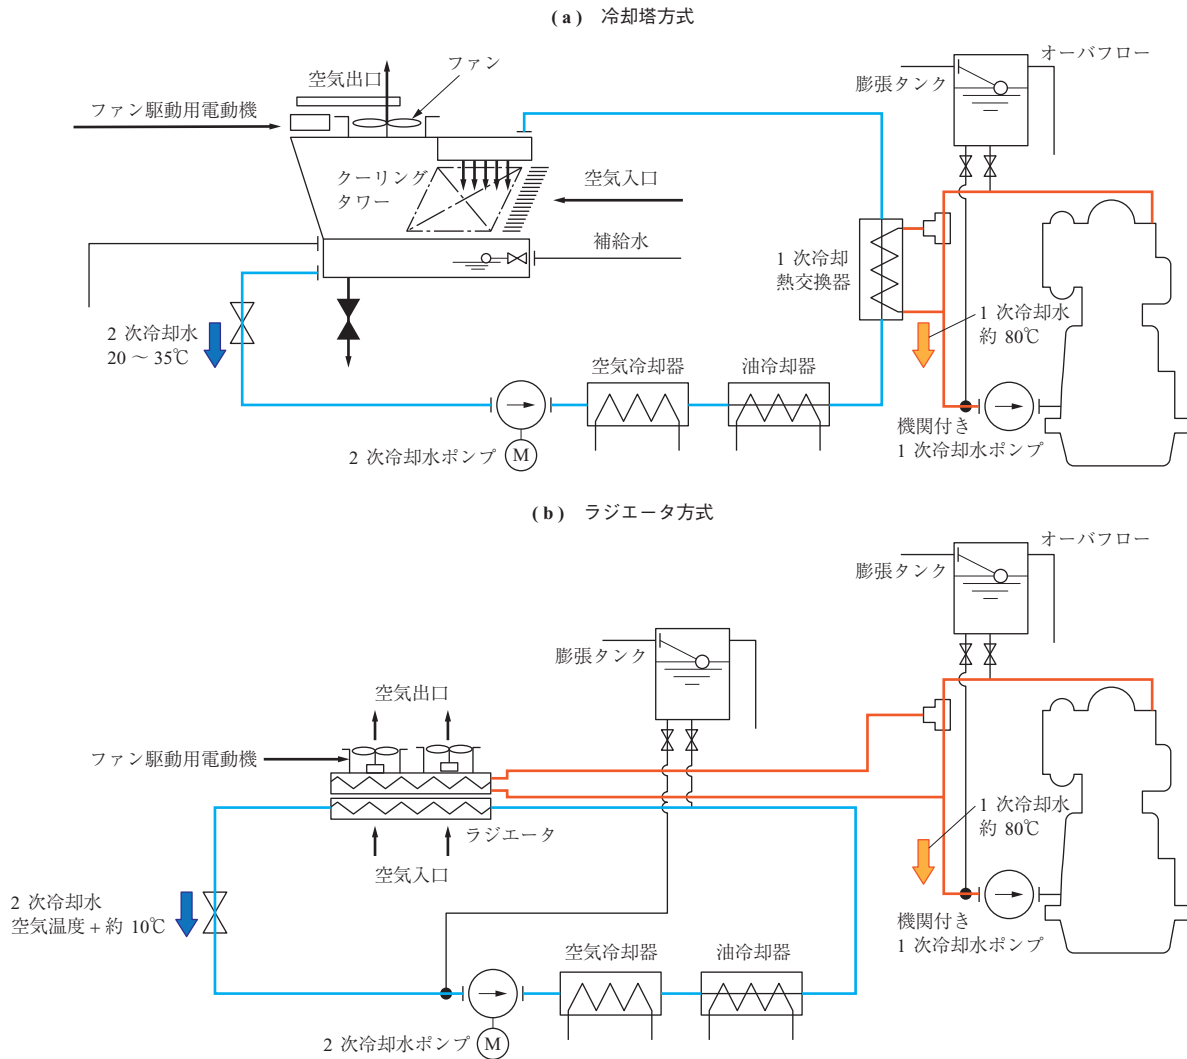 (a) 冷却塔方式
オーバフロー
膨張タンク
ファン
空気出口
ファン駆動用電動機
クーリング
タワー
空気入口
補給水
1 次冷却
熱交換器
1 次冷却水
約 80℃
2 次冷却水
20 ～ 35℃
空気冷却器
油冷却器
機関付き
1 次冷却水ポンプ
2 次冷却水ポンプ
M
(b) ラジエータ方式
オーバフロー
膨張タンク
膨張タンク
空気出口
ファン駆動用電動機
ラジエータ
空気入口
1 次冷却水
約 80℃
2 次冷却水
空気温度 + 約 10℃
機関付き
1 次冷却水ポンプ
空気冷却器
油冷却器
2 次冷却水ポンプ
M